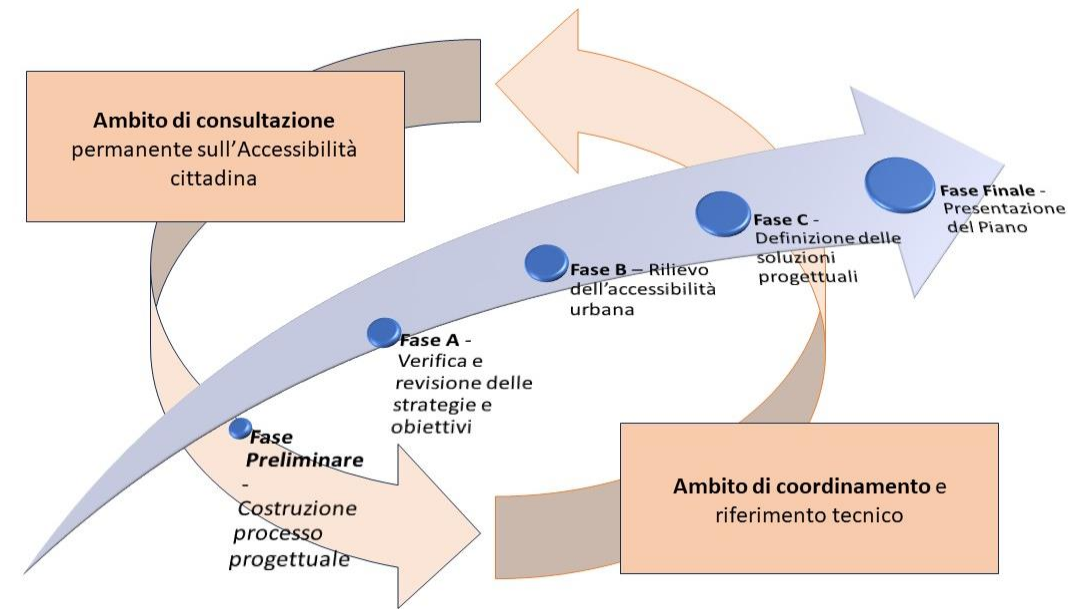 Ambito di consultazione
permanente sull'Accessibilità
cittadina
Fase Finale -
Presentazione
del Piano
Fase C -
Definizione delle
soluzioni
progettuali
Fase B – Rilievo
dell'accessibilità
urbana
Fase A -
Verifica e
revisione delle
strategie e
obiettivi
Fase
Preliminare
-
Costruzione
processo
progettuale
Ambito di coordinamento e
riferimento tecnico